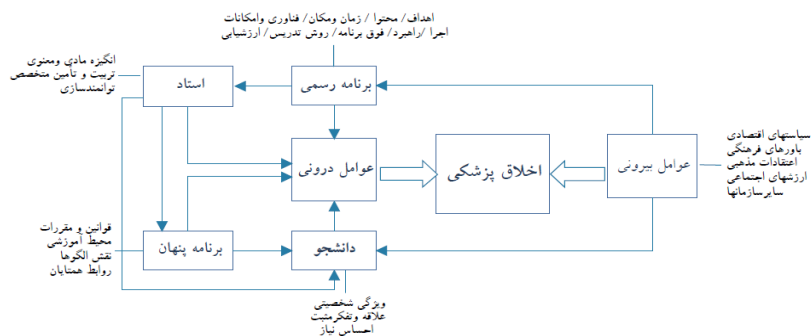 اهداف/ محتوا / زمان ومکان/ فناوری وامکانات
اجرا /راهبرد/ فوق برنامه/ روش تدریس/ ارزشیابی
انگیزه مادی ومعنوی
تربیت و تأمین متخصص
توانمندسازی
استاد
برنامه رسمی
عوامل درونی
اخلاق پزشکی
عوامل بیرونی
سیاستهای اقتصادی
باورهای فرهنگی
اعتقادات مذهبی
ارزشهای اجتماعی
سایرسازمانها
قوانین و مقررات
محیط آموزشی
نقش الگوها
روابط همتایان
برنامه پنهان
دانشجو
ویژگی شخصیتی
علاقه وتفکرمثبت
احساس نیاز